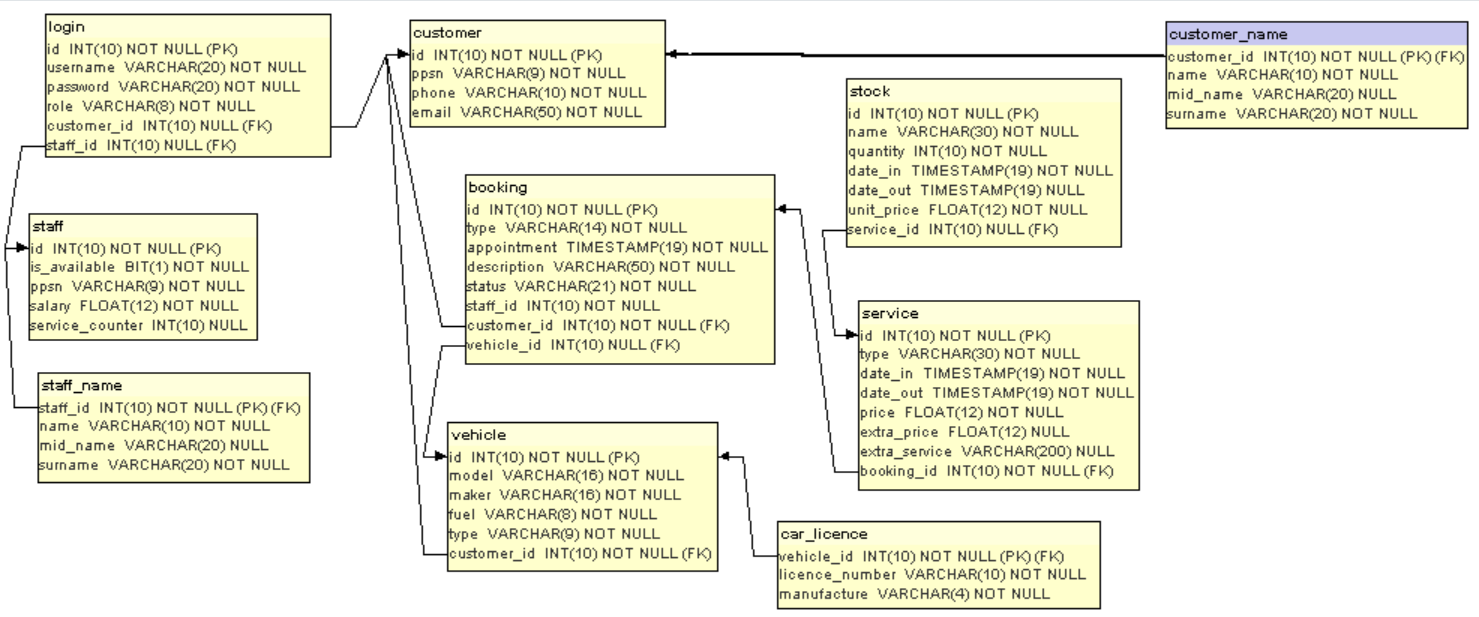 login
id INT(10) NOT NULL (PK)
username VARCHAR(20) NOT NULL
password VARCHAR(20) NOT NULL
role VARCHAR(8) NOT NULL
customer_id INT(10) NULL (FK)
staff_id INT(10) NULL (FK)
customer
id INT(10) NOT NULL (PK)
ppsn VARCHAR(9) NOT NULL
phone VARCHAR(10) NOT NULL
email VARCHAR(50) NOT NULL
customer_name
customer_id INT(10) NOT NULL (PK) (FK)
name VARCHAR(10) NOT NULL
mid_name VARCHAR(20) NULL
surname VARCHAR(20) NOT NULL
stock
id INT(10) NOT NULL (PK)
name VARCHAR(30) NOT NULL
quantity INT(10) NOT NULL
date_in TIMESTAMP(19) NOT NULL
date_out TIMESTAMP(19) NULL
unit_price FLOAT(12) NOT NULL
service_id INT(10) NULL (FK)
booking
id INT(10) NOT NULL (PK)
type VARCHAR(14) NOT NULL
appointment TIMESTAMP(19) NOT NULL
description VARCHAR(50) NOT NULL
status VARCHAR(21) NOT NULL
staff_id INT(10) NOT NULL
customer_id INT(10) NOT NULL (FK)
vehicle_id INT(10) NULL (FK)
staff
id INT(10) NOT NULL (PK)
is_available BIT(1) NOT NULL
ppsn VARCHAR(9) NOT NULL
salary FLOAT(12) NOT NULL
service_counter INT(10) NULL
service
id INT(10) NOT NULL (PK)
type VARCHAR(30) NOT NULL
date_in TIMESTAMP(19) NOT NULL
date_out TIMESTAMP(19) NOT NULL
price FLOAT(12) NOT NULL
extra_price FLOAT(12) NULL
extra_service VARCHAR(200) NULL
booking_id INT(10) NOT NULL (FK)
staff_name
staff_id INT(10) NOT NULL (PK) (FK)
name VARCHAR(10) NOT NULL
mid_name VARCHAR(20) NULL
surname VARCHAR(20) NOT NULL
vehicle
id INT(10) NOT NULL (PK)
model VARCHAR(16) NOT NULL
maker VARCHAR(16) NOT NULL
fuel VARCHAR(8) NOT NULL
type VARCHAR(9) NOT NULL
customer_id INT(10) NOT NULL (FK)
car_licence
vehicle_id INT(10) NOT NULL (PK) (FK)
licence_number VARCHAR(10) NOT NULL
manufacture VARCHAR(4) NOT NULL